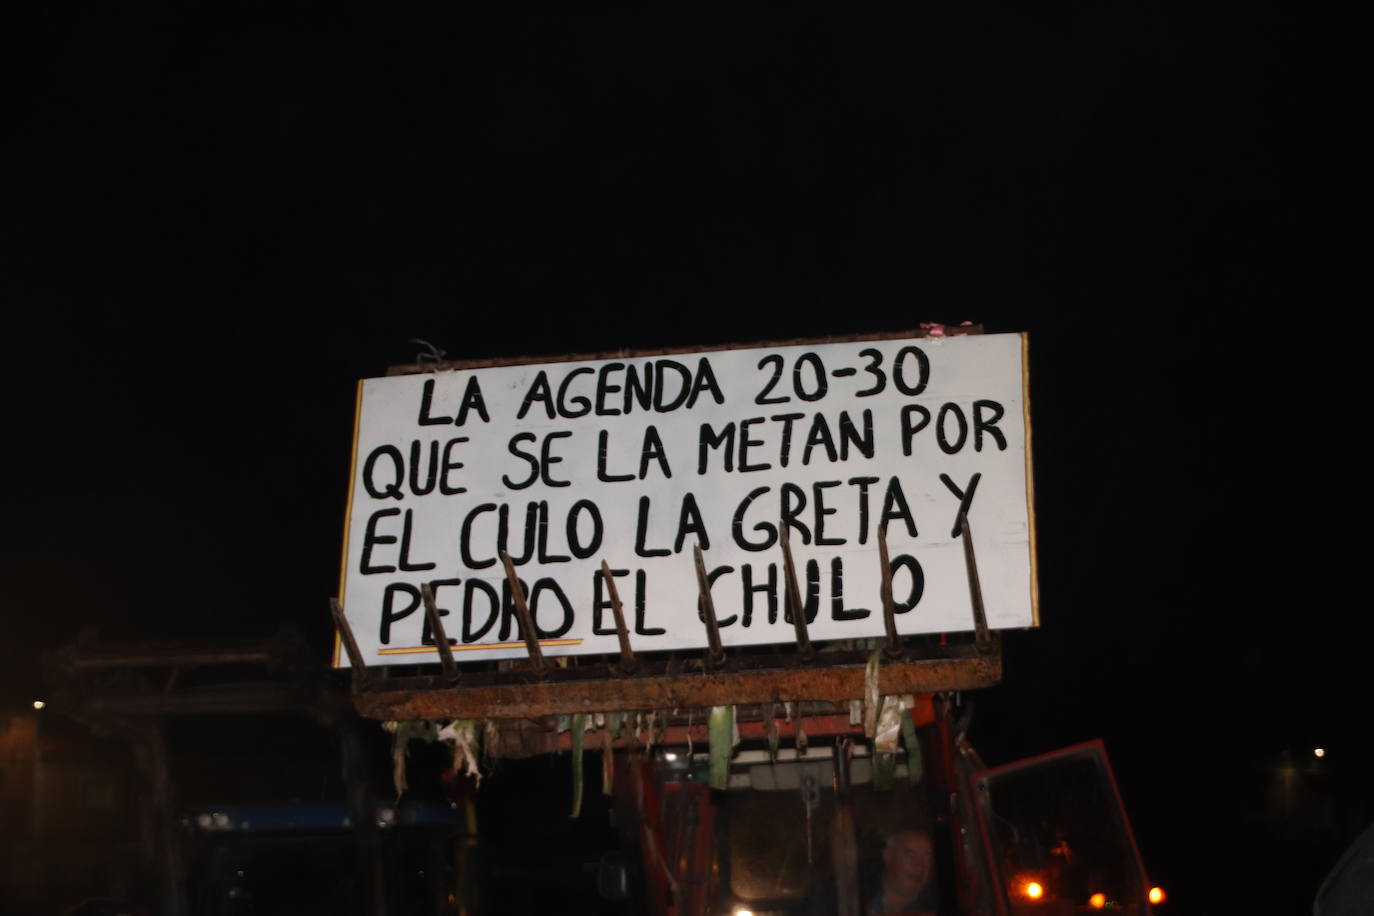 LA AGENDA 20-30
QUE SE LA METAN POR
EL CULO LA GRETA Y
PEDRO EL CHULO